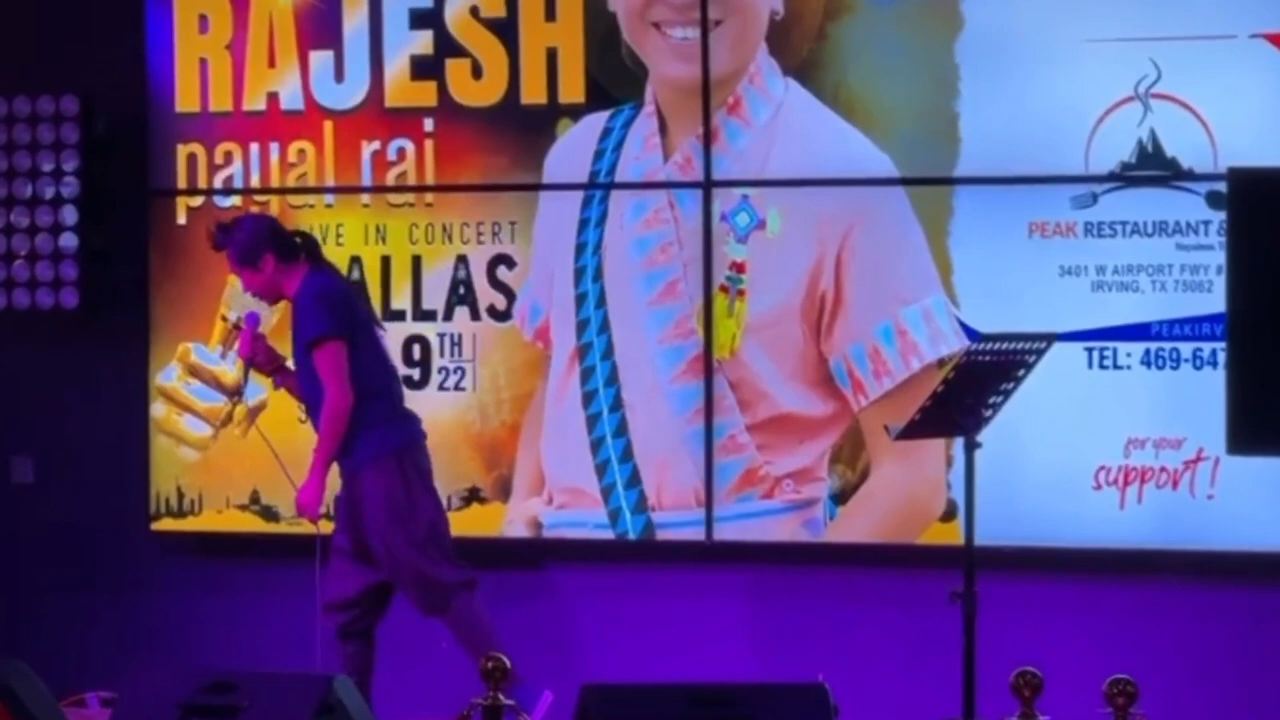 RAJESH
payal rai
IVE IN CONCERT
ALLAS
9TH
22
PEAK RESTAURANT &
3401 W AIRPORT FWY #
IRVING, TX 75062
PEAKIRV
TEL: 469-647
for your
support!